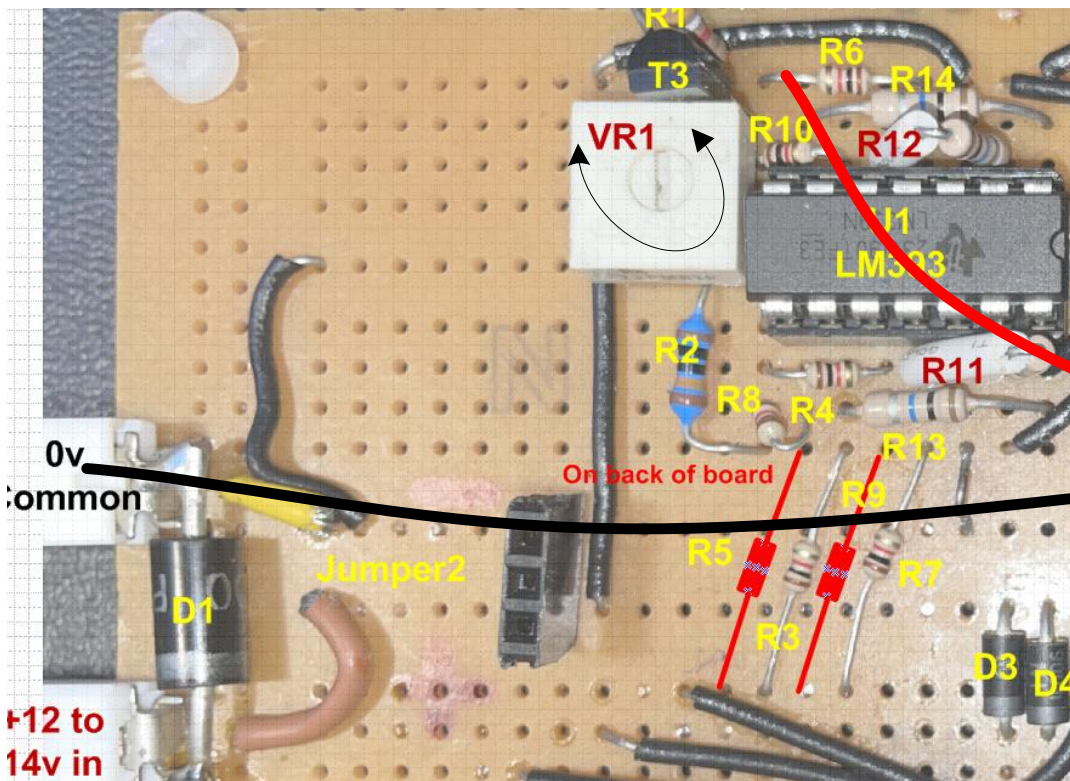 R1
R6
T3
R14
VR1
R10
R12
U1
LM393
R2
R11
R8
R4
0v
R13
On back of board
Common
R9
R5
Jumper2
R7
D1
R3
D3
D4
+12 to
14v in